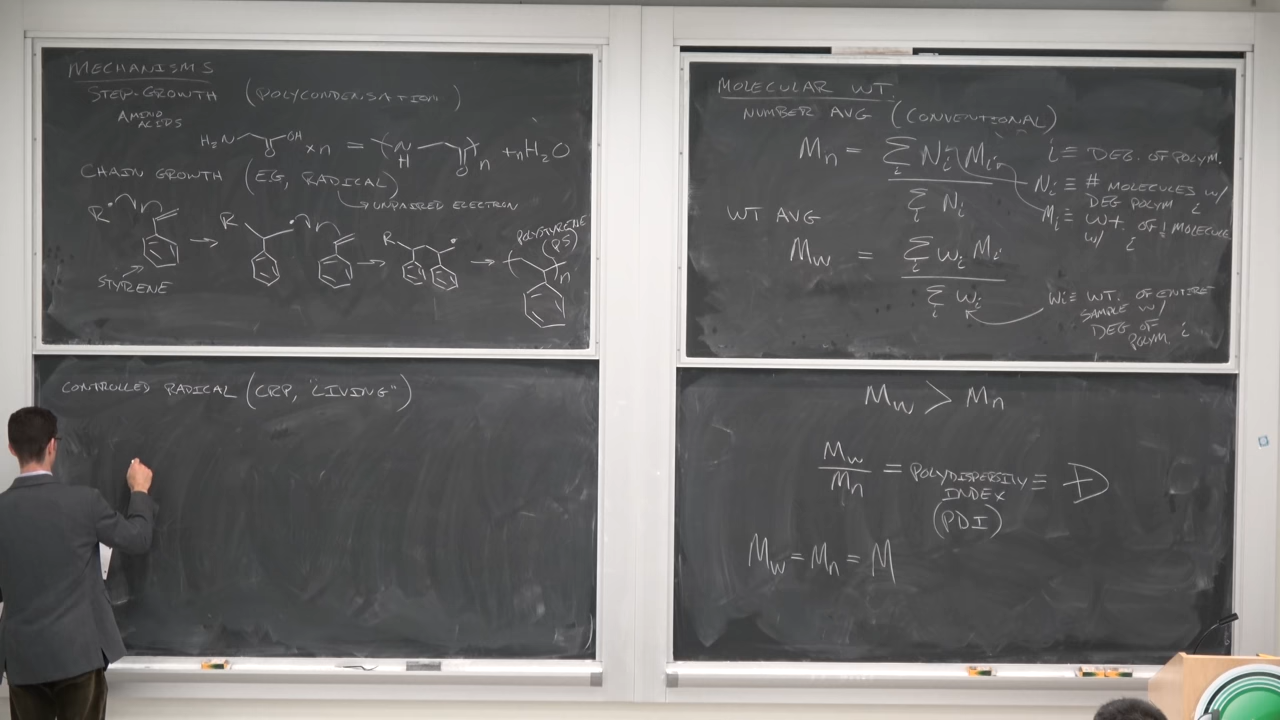 MECHANISMS
STEP-GROWTH (POLYCONDENSATION)
AMINO
ACIDS
H₂N OH × n = ( N H O )n + nH₂O
CHAIN GROWTH (EG, RADICAL)
UNPAIRED ELECTRON
R• → R • → R • →
POLYSTYRENE
(PS)
n
STYRENE
CONTROLLED RADICAL (CRP, "LIVING")
MOLECULAR WT.
NUMBER AVG (CONVENTIONAL)
Mn = Σi Ni Mi / Σi Ni
i ≡ DEG. OF POLYM.
Ni ≡ # MOLECULES W/
DEG POLYM i
Mi ≡ WT. OF 1 MOLECULE
W/ i
WT AVG
Mw = Σi wi Mi / Σi wi
Wi ≡ WT. OF ENTIRE
SAMPLE W/
DEG OF
POLYM. i
Mw > Mn
Mw / Mn = POLYDISPERSITY
INDEX
(PDI)
≡ Đ
Mw = Mn = M